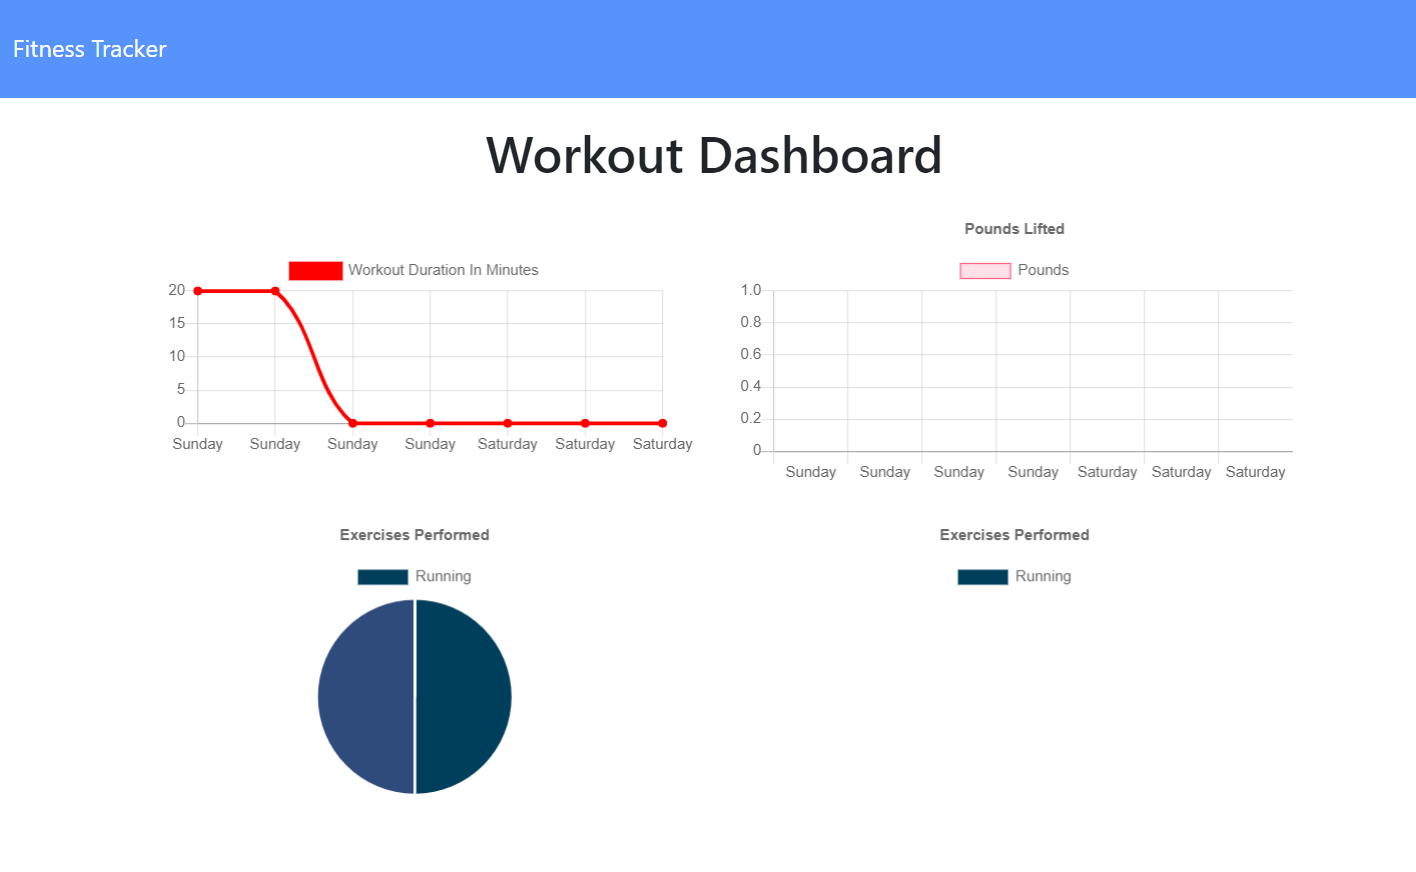 Fitness Tracker
Workout Dashboard
Workout Duration In Minutes
20
15
10
5
0
Sunday Sunday Sunday Sunday Saturday Saturday Saturday
Pounds Lifted
Pounds
1.0
0.8
0.6
0.4
0.2
0
Sunday Sunday Sunday Sunday Saturday Saturday Saturday
Exercises Performed
Running
Exercises Performed
Running